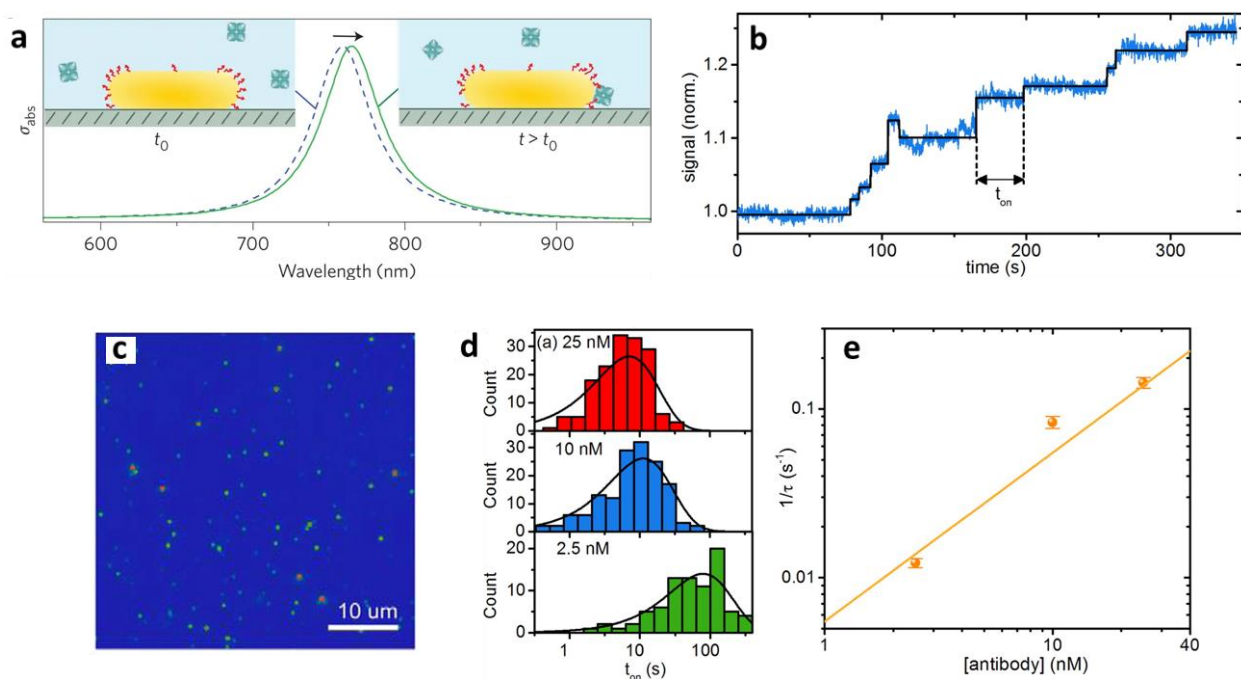 a
t₀
t > t₀
σabs
600
700
800
900
Wavelength (nm)
b
signal (norm.)
1.2
1.1
1.0
ton
0
100
200
300
time (s)
c
10 um
d
(a) 25 nM
30
20
10
0
Count
10 nM
30
20
10
0
Count
2.5 nM
20
10
0
Count
1
10
100
ton (s)
e
1/τ (s⁻¹)
0.1
0.01
1
10
40
[antibody] (nM)